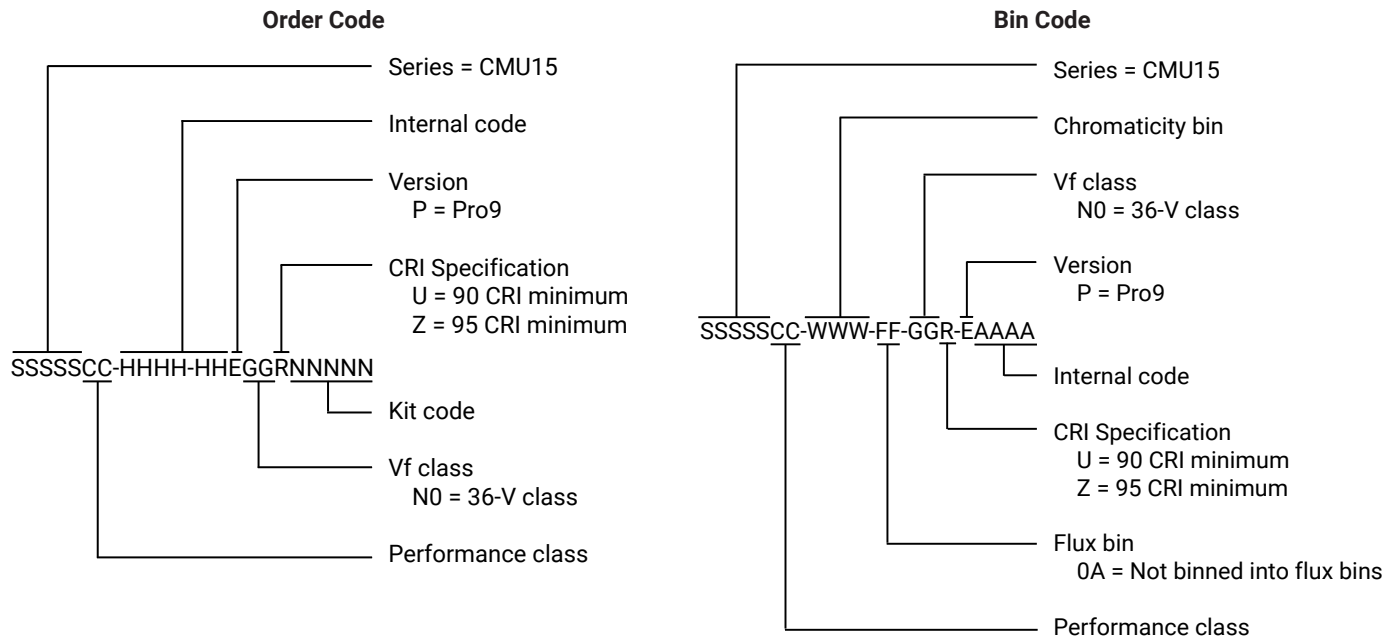 Order Code
Series = CMU15
Internal code
Version
P = Pro9
CRI Specification
U = 90 CRI minimum
Z = 95 CRI minimum
SSSSSCC-HHHH-HHEGGRNNNNN
Kit code
Vf class
N0 = 36-V class
Performance class
Bin Code
Series = CMU15
Chromaticity bin
Vf class
N0 = 36-V class
Version
P = Pro9
SSSSSCC-WWW-FF-GGR-EAAAA
Internal code
CRI Specification
U = 90 CRI minimum
Z = 95 CRI minimum
Flux bin
0A = Not binned into flux bins
Performance class